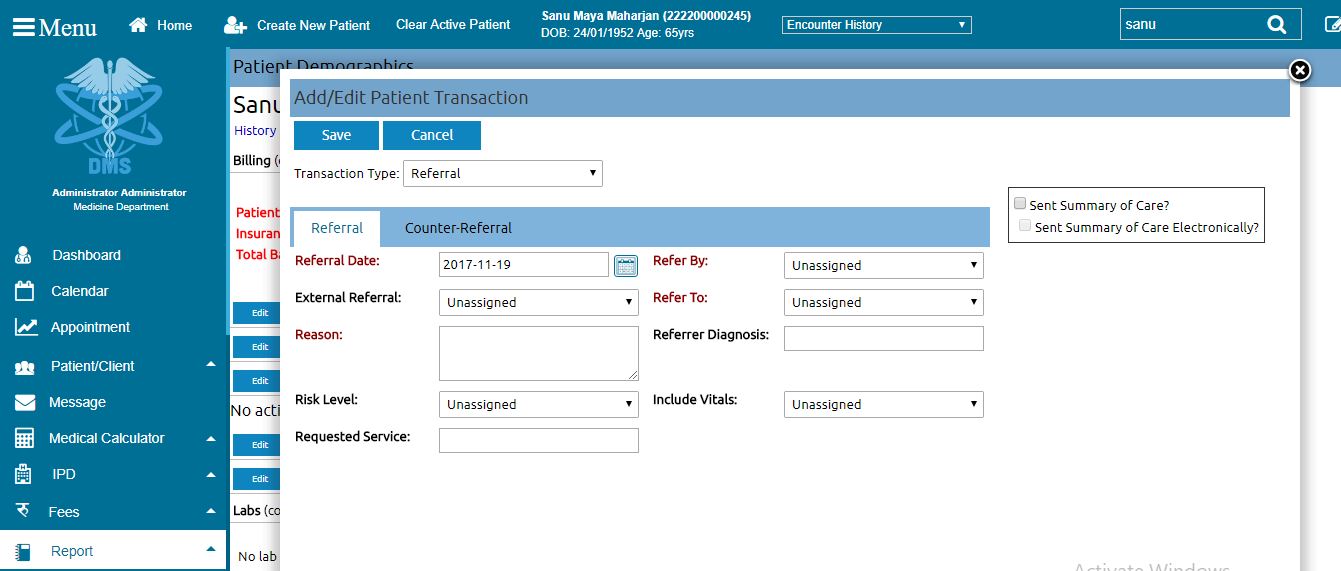 Menu
Home
Create New Patient
Clear Active Patient
Sanu Maya Maharjan (222200000245)
DOB: 24/01/1952 Age: 65yrs
Encounter History
sanu
DMS
Administrator Administrator
Medicine Department
Dashboard
Calendar
Appointment
Patient/Client
Message
Medical Calculator
IPD
Fees
Report
Patient Demographics
Sanu
History
Billing
Patient
Insuran
Total Ba
Edit
Edit
Edit
No acti
Edit
Edit
Labs (co
No lab
Add/Edit Patient Transaction
Save Cancel
Transaction Type: Referral
Sent Summary of Care?
Sent Summary of Care Electronically?
Referral Counter-Referral
Referral Date: 2017-11-19 Refer By: Unassigned
External Referral: Unassigned Refer To: Unassigned
Reason: Referrer Diagnosis:
Risk Level: Unassigned Include Vitals: Unassigned
Requested Service:
Activate Windows